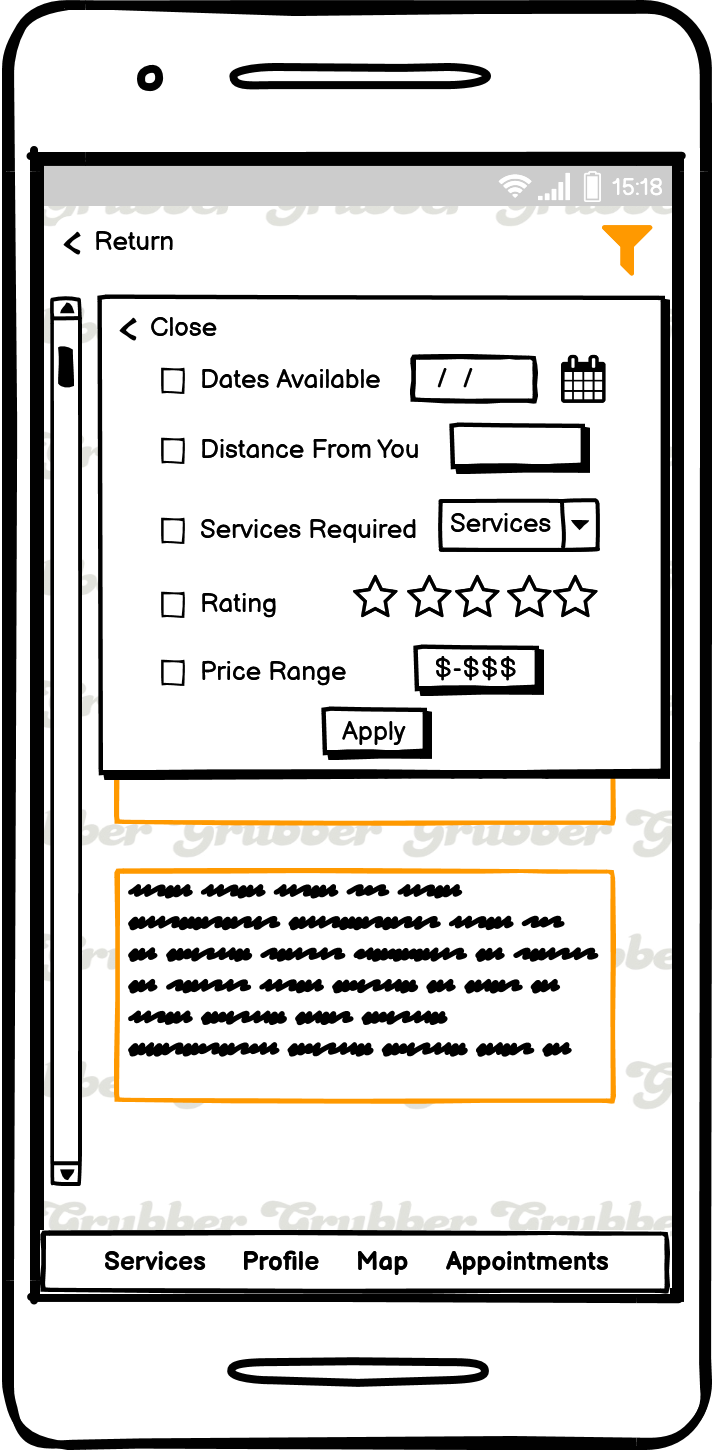 15:18
Grubber Grubber Grubber
< Return
< Close
Dates Available / /
Distance From You
Services Required Services
Rating
Price Range $-$$$
Apply
Grubber Grubber
Grubber Grubber Grubber
Services Profile Map Appointments